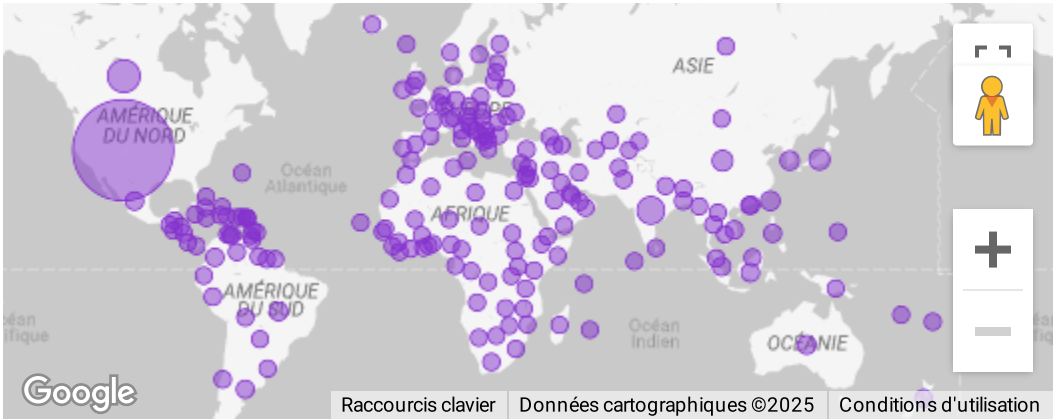 ASIE
AMÉRIQUE
DU NORD
Océan
Atlantique
AFRIQUE
AMÉRIQUE
DU SUD
Océan
Indien
OCÉANIE
Google
Raccourcis clavier
Données cartographiques ©2025
Conditions d'utilisation